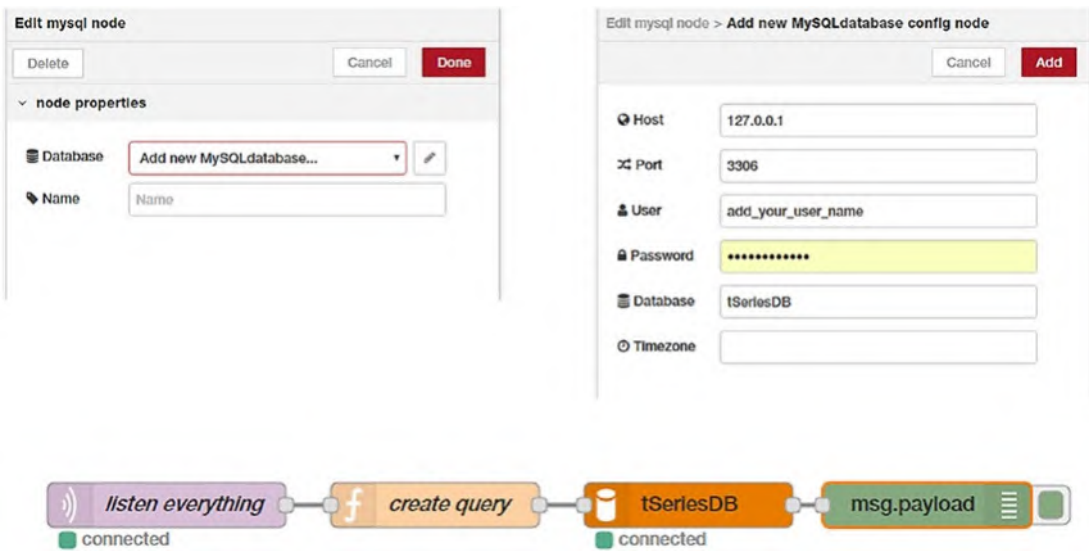 Edit mysql node
Delete
Cancel
Done
node properties
Database
Add new MySQLdatabase...
Name
Name
Edit mysql node > Add new MySQLdatabase config node
Cancel
Add
Host
127.0.0.1
Port
3306
User
add_your_user_name
Password
••••••••••••
Database
tSeriesDB
Timezone
listen everything
f
create query
tSeriesDB
msg.payload
connected
connected